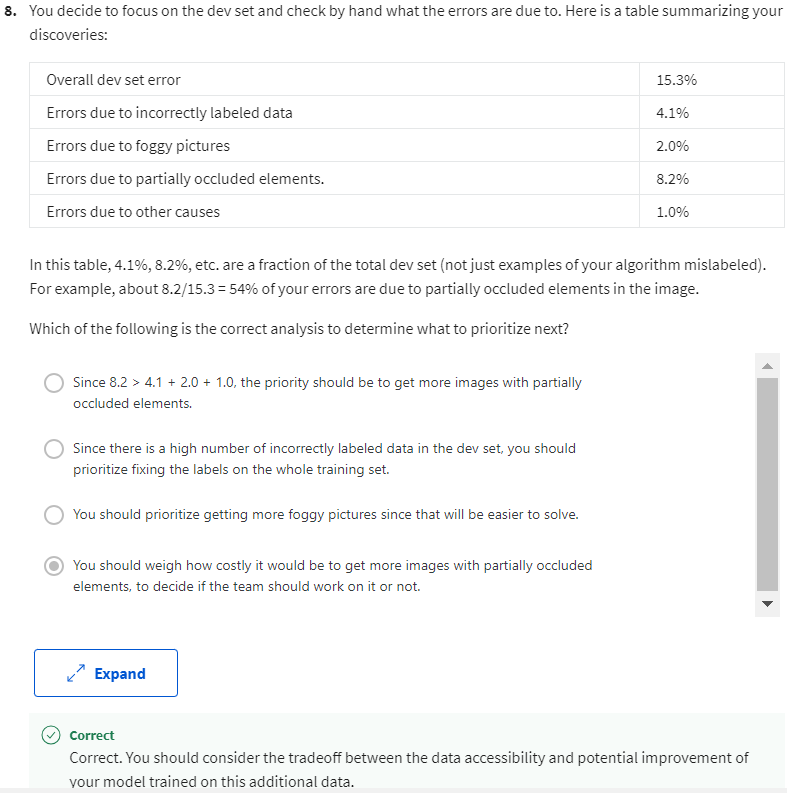 8. You decide to focus on the dev set and check by hand what the errors are due to. Here is a table summarizing your
discoveries:
Overall dev set error 15.3%
Errors due to incorrectly labeled data 4.1%
Errors due to foggy pictures 2.0%
Errors due to partially occluded elements. 8.2%
Errors due to other causes 1.0%
In this table, 4.1%, 8.2%, etc. are a fraction of the total dev set (not just examples of your algorithm mislabeled).
For example, about 8.2/15.3 = 54% of your errors are due to partially occluded elements in the image.
Which of the following is the correct analysis to determine what to prioritize next?
Since 8.2 > 4.1 + 2.0 + 1.0, the priority should be to get more images with partially
occluded elements.
Since there is a high number of incorrectly labeled data in the dev set, you should
prioritize fixing the labels on the whole training set.
You should prioritize getting more foggy pictures since that will be easier to solve.
You should weigh how costly it would be to get more images with partially occluded
elements, to decide if the team should work on it or not.
Expand
Correct
Correct. You should consider the tradeoff between the data accessibility and potential improvement of
your model trained on this additional data.